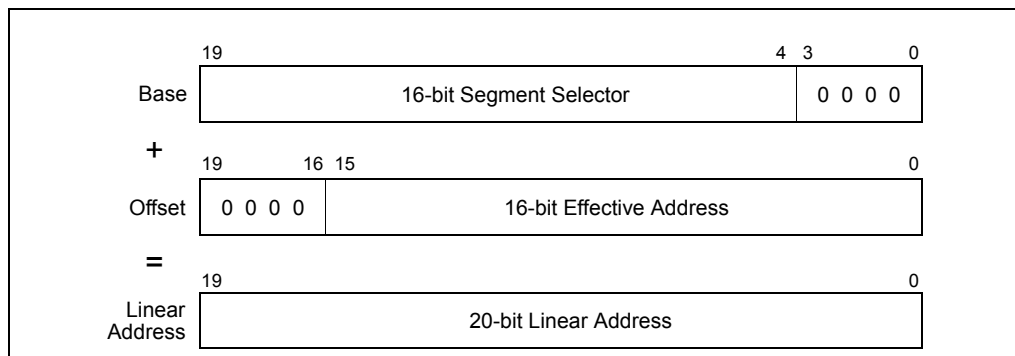 19 4 3 0
Base 16-bit Segment Selector 0 0 0 0
+
19 16 15 0
Offset 0 0 0 0 16-bit Effective Address
=
19 0
Linear
Address 20-bit Linear Address